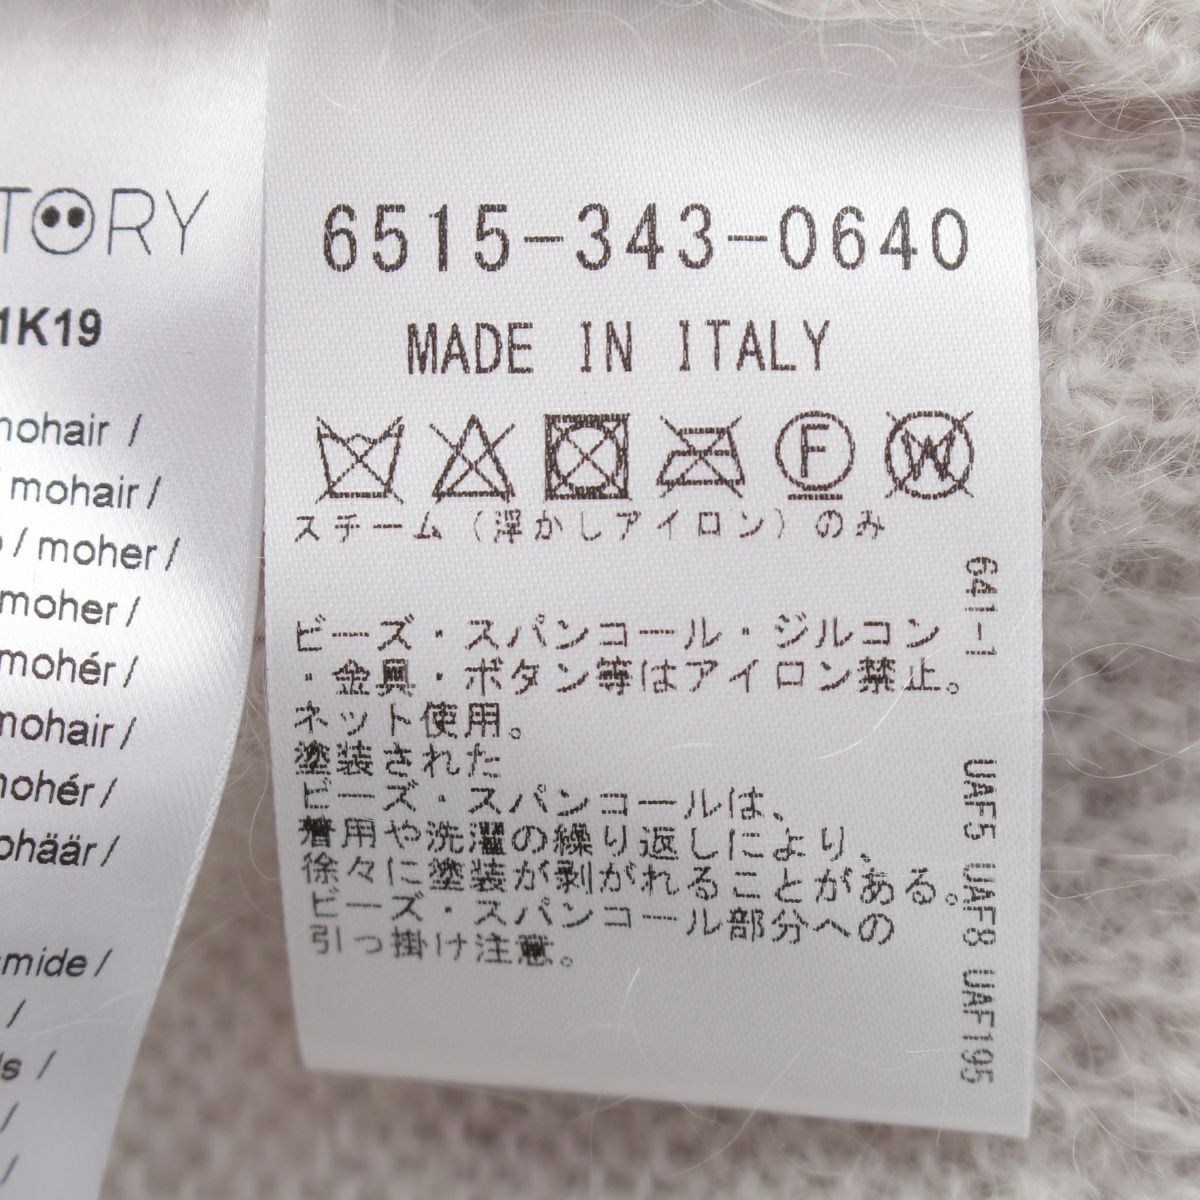 TORY
1K19
mohair /
/ mohair /
/ moher /
moher /
mohér /
mohair /
mohér /
ohäär /
mide /
/
s /
/
/
6515-343-0640
MADE IN ITALY
F W
スチーム(浮かしアイロン)のみ
ビーズ・スパンコール・ジルコン
・金具・ボタン等はアイロン禁止。
ネット使用。
塗装された
ビーズ・スパンコールは、
着用や洗濯の繰り返しにより、
徐々に塗装が剥がれることがある。
ビーズ・スパンコール部分への
引っ掛け注意。
641-1 UAF5 UAF8 UAF195